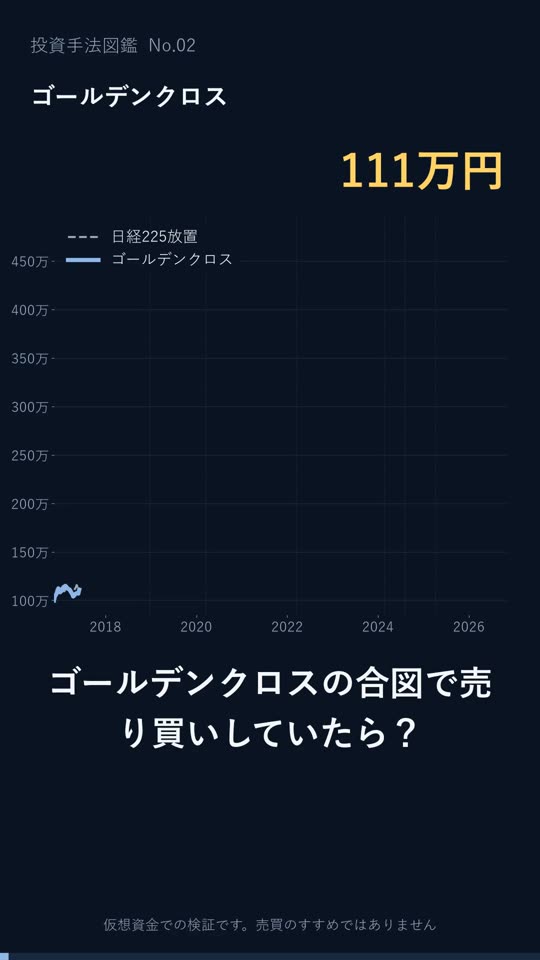 投資手法図鑑 No.02
ゴールデンクロス
111万円
日経225放置
ゴールデンクロス
450万
400万
350万
300万
250万
200万
150万
100万
2018 2020 2022 2024 2026
ゴールデンクロスの合図で売
り買いしていたら？
仮想資金での検証です。売買のすすめではありません